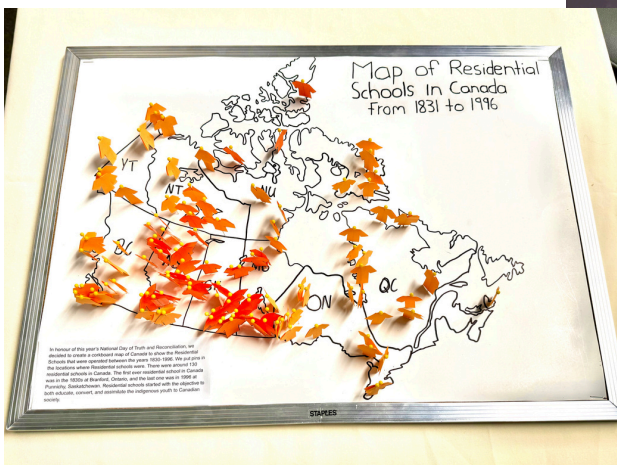 Map of Residential
Schools in Canada
from 1831 to 1996
YT
NT
NU
BC
QC
ON
In honour of this year's National Day of Truth and Reconciliation, we
decided to create a corkboard map of Canada to show the Residential
Schools that were operated between the years 1830-1996. We put pins in
the locations where Residential schools were. There were around 130
residential schools in Canada. The first ever residential school in Canada
was in the 1830s at Branford, Ontario, and the last one was in 1996 at
Punnichy, Saskatchewan. Residential schools started with the objective to
both educate, convert, and assimilate the indigenous youth to Canadian
society.
STAPLES